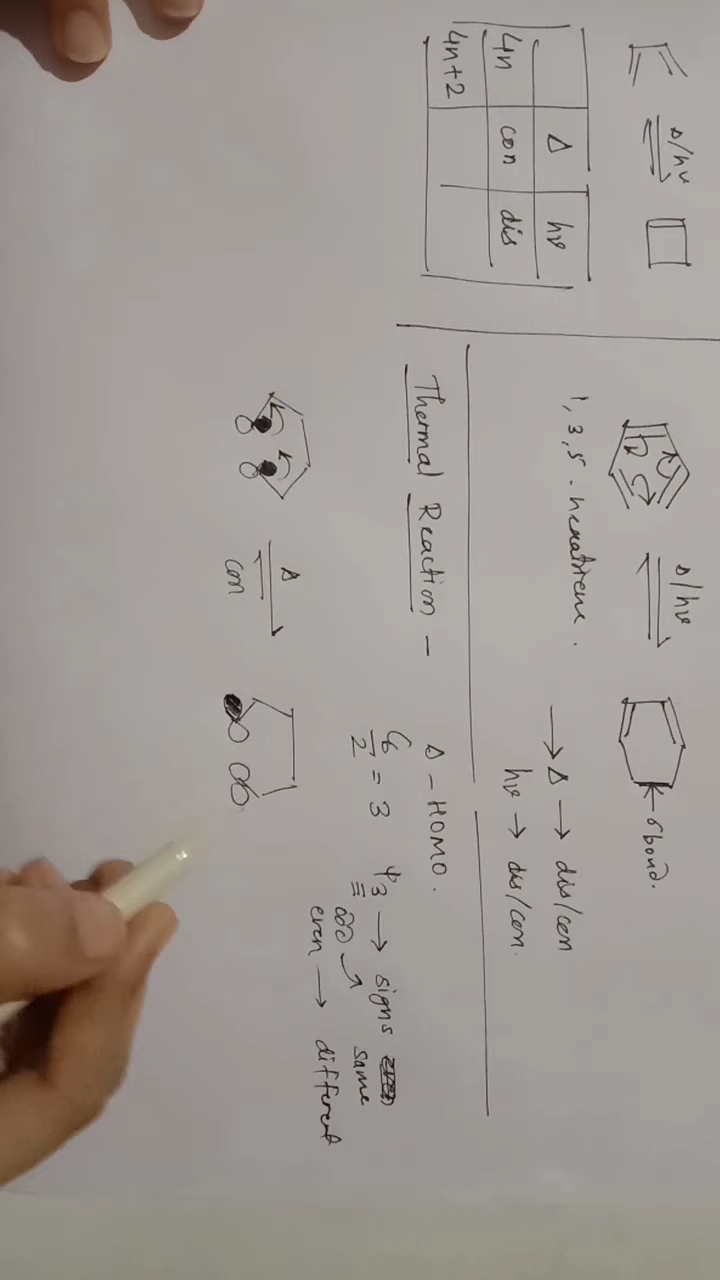 Δ/hν
Δ hν
4n con dis
4n+2
Δ/hν
σ bond.
1, 3, 5 - hexatriene.
→ Δ → dis/con
hν → dis/con.
Thermal Reaction –
Δ – HOMO.
6/2 = 3 ψ3 → signs same
odd
even → different
Δ
con